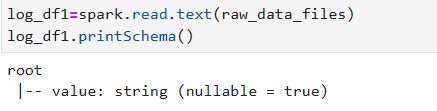 log_df1=spark.read.text(raw_data_files)
log_df1.printSchema()
root
 |-- value: string (nullable = true)